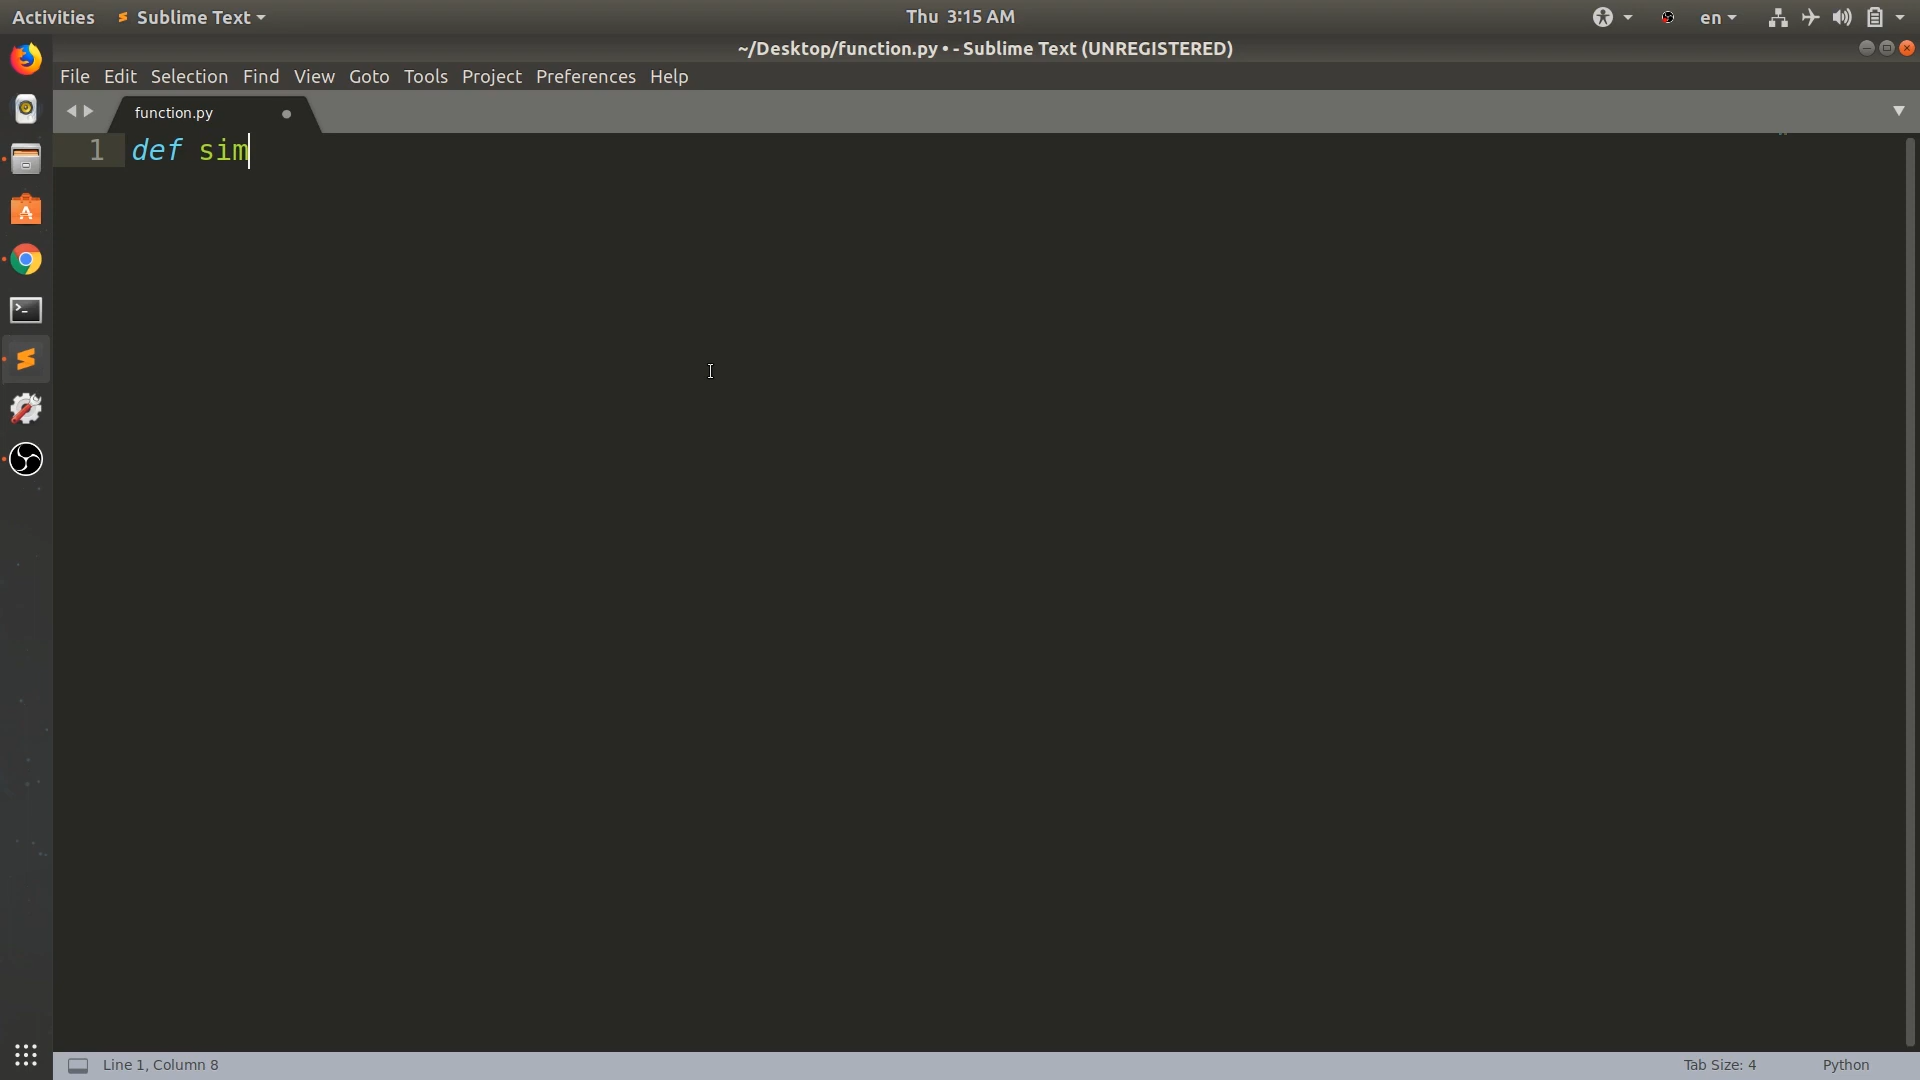 Activities Sublime Text Thu 3:15 AM en
~/Desktop/function.py • - Sublime Text (UNREGISTERED)
File Edit Selection Find View Goto Tools Project Preferences Help
function.py
1 def sim
Line 1, Column 8 Tab Size: 4 Python